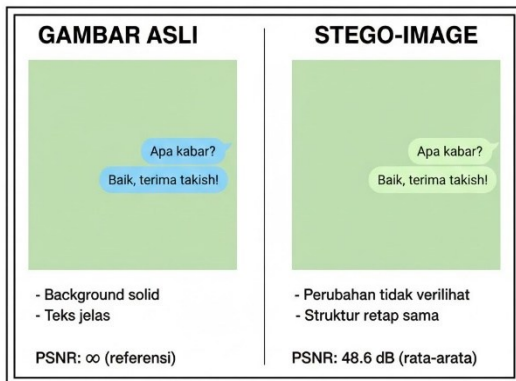 GAMBAR ASLI
Apa kabar?
Baik, terima takish!
- Background solid
- Teks jelas
PSNR: ∞ (referensi)
STEGO-IMAGE
Apa kabar?
Baik, terima takish!
- Perubahan tidak verilihat
- Struktur retap sama
PSNR: 48.6 dB (rata-arata)